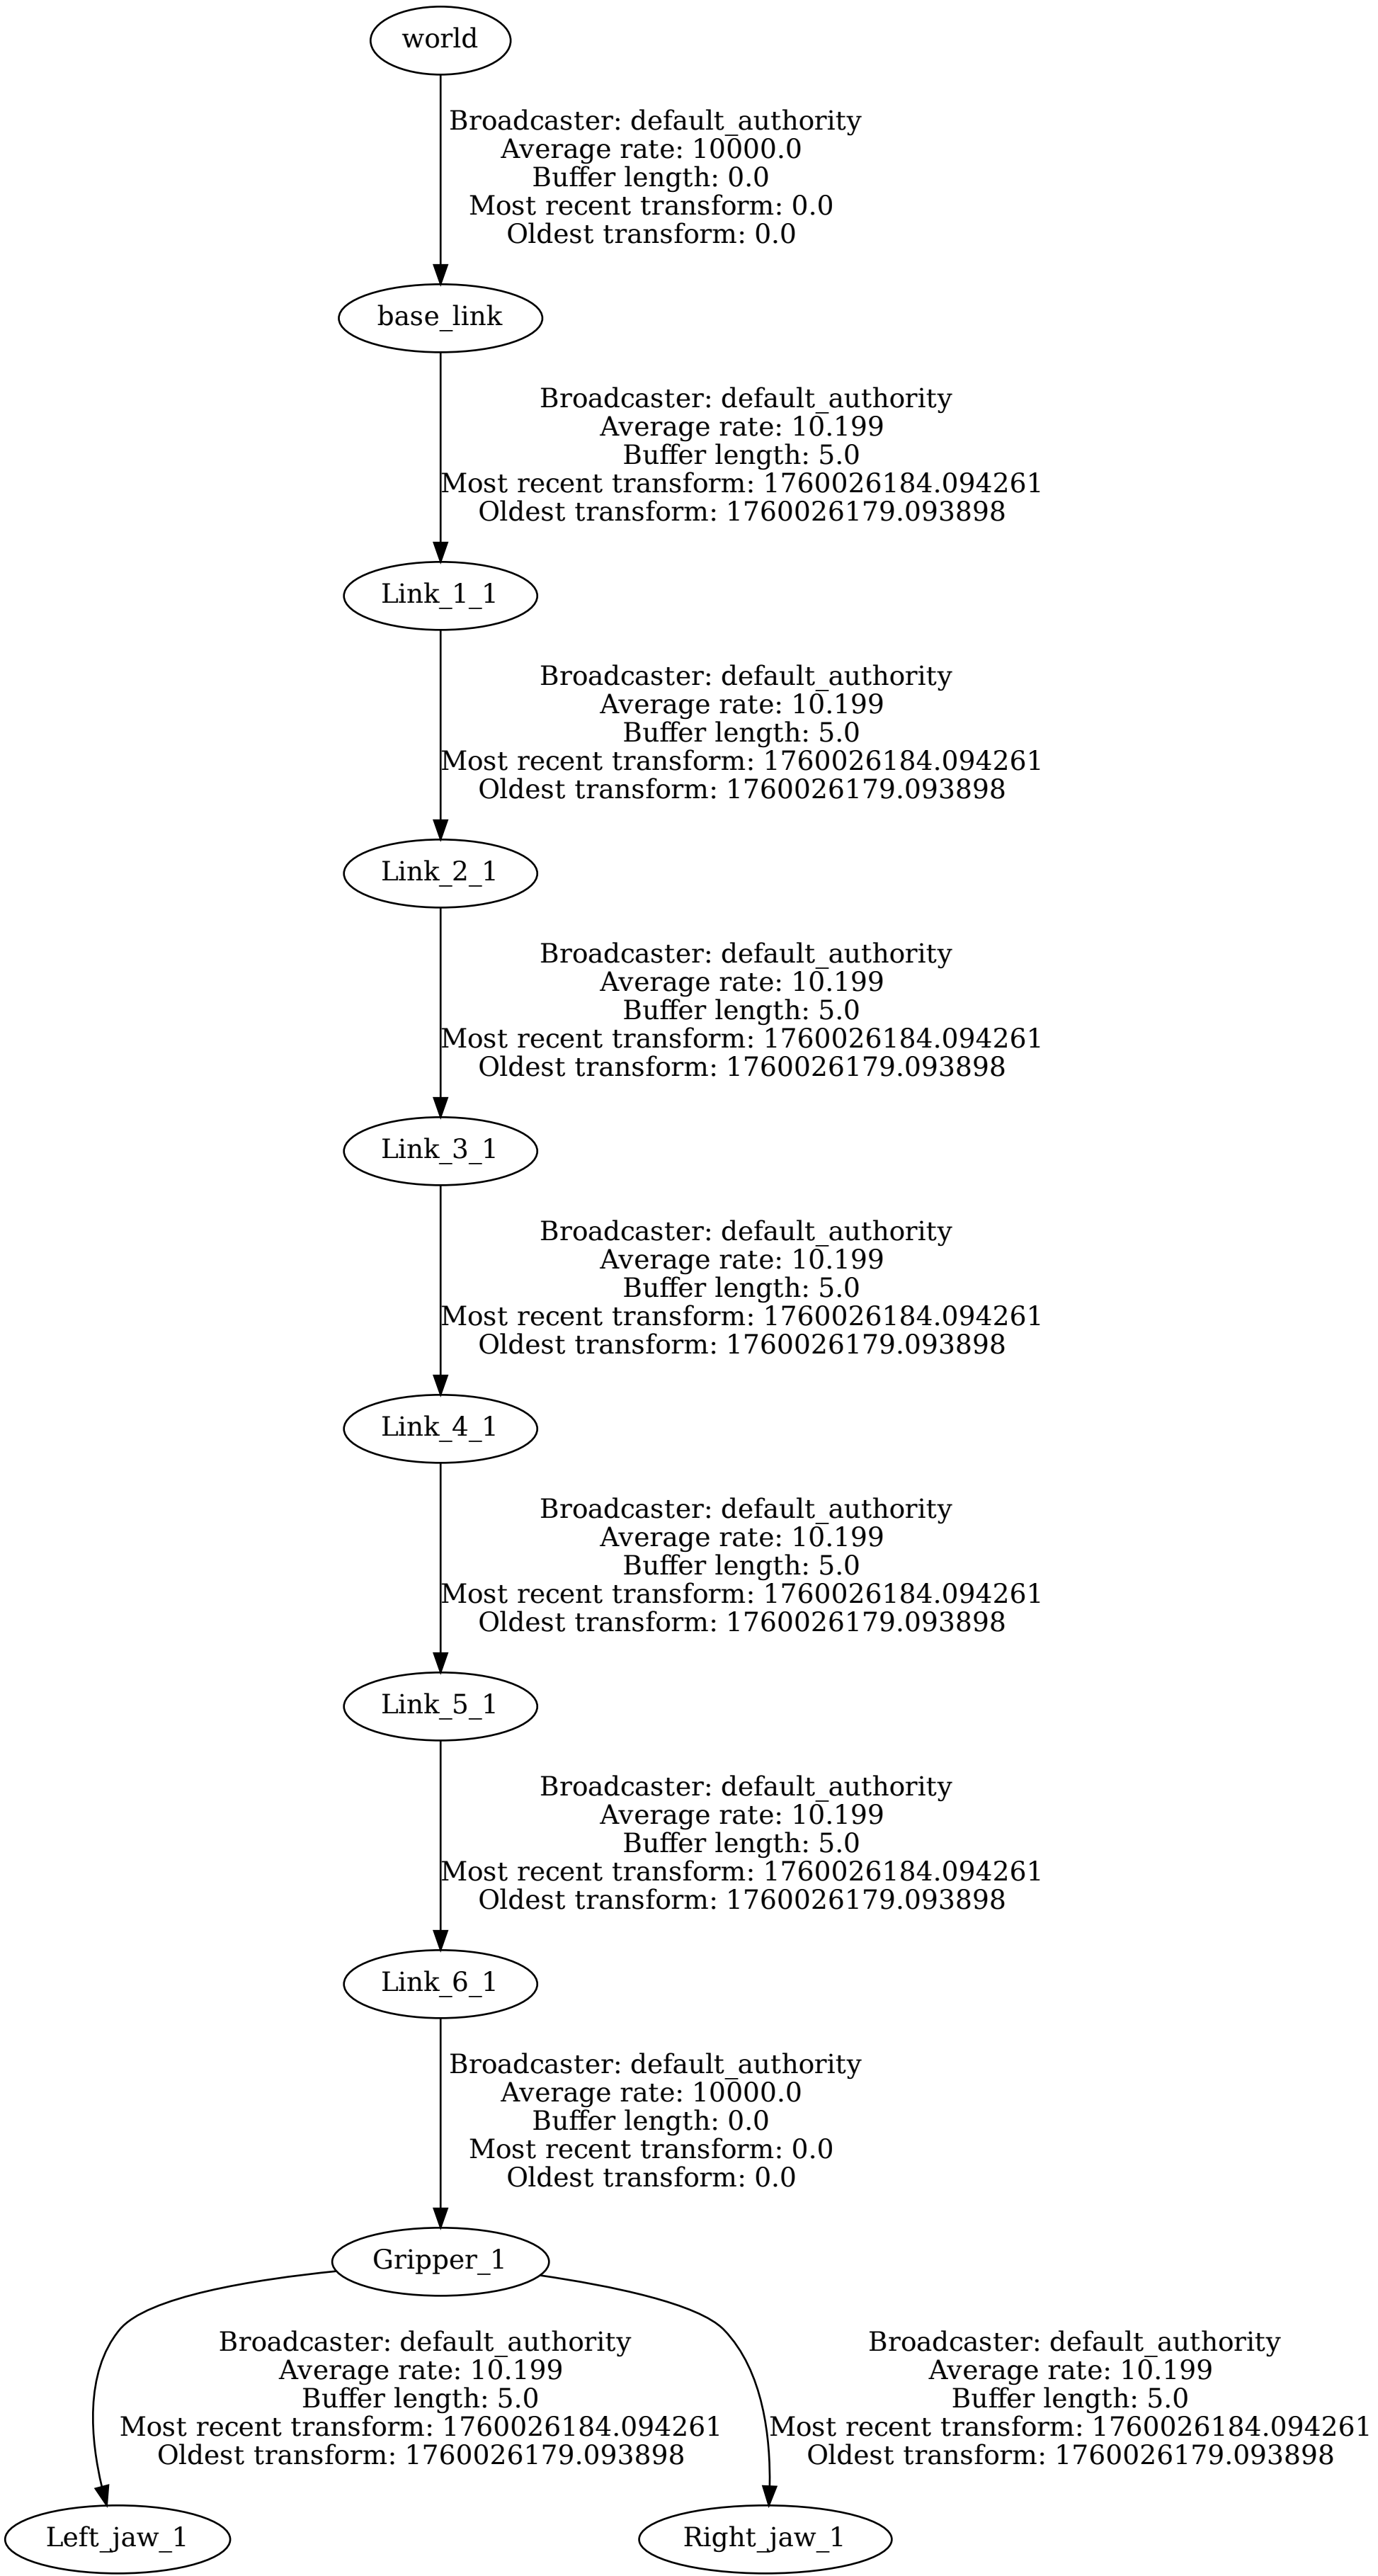 world
Broadcaster: default_authority
Average rate: 10000.0
Buffer length: 0.0
Most recent transform: 0.0
Oldest transform: 0.0
base_link
Broadcaster: default_authority
Average rate: 10.199
Buffer length: 5.0
Most recent transform: 1760026184.094261
Oldest transform: 1760026179.093898
Link_1_1
Broadcaster: default_authority
Average rate: 10.199
Buffer length: 5.0
Most recent transform: 1760026184.094261
Oldest transform: 1760026179.093898
Link_2_1
Broadcaster: default_authority
Average rate: 10.199
Buffer length: 5.0
Most recent transform: 1760026184.094261
Oldest transform: 1760026179.093898
Link_3_1
Broadcaster: default_authority
Average rate: 10.199
Buffer length: 5.0
Most recent transform: 1760026184.094261
Oldest transform: 1760026179.093898
Link_4_1
Broadcaster: default_authority
Average rate: 10.199
Buffer length: 5.0
Most recent transform: 1760026184.094261
Oldest transform: 1760026179.093898
Link_5_1
Broadcaster: default_authority
Average rate: 10.199
Buffer length: 5.0
Most recent transform: 1760026184.094261
Oldest transform: 1760026179.093898
Link_6_1
Broadcaster: default_authority
Average rate: 10000.0
Buffer length: 0.0
Most recent transform: 0.0
Oldest transform: 0.0
Gripper_1
Broadcaster: default_authority
Average rate: 10.199
Buffer length: 5.0
Most recent transform: 1760026184.094261
Oldest transform: 1760026179.093898
Broadcaster: default_authority
Average rate: 10.199
Buffer length: 5.0
Most recent transform: 1760026184.094261
Oldest transform: 1760026179.093898
Left_jaw_1
Right_jaw_1